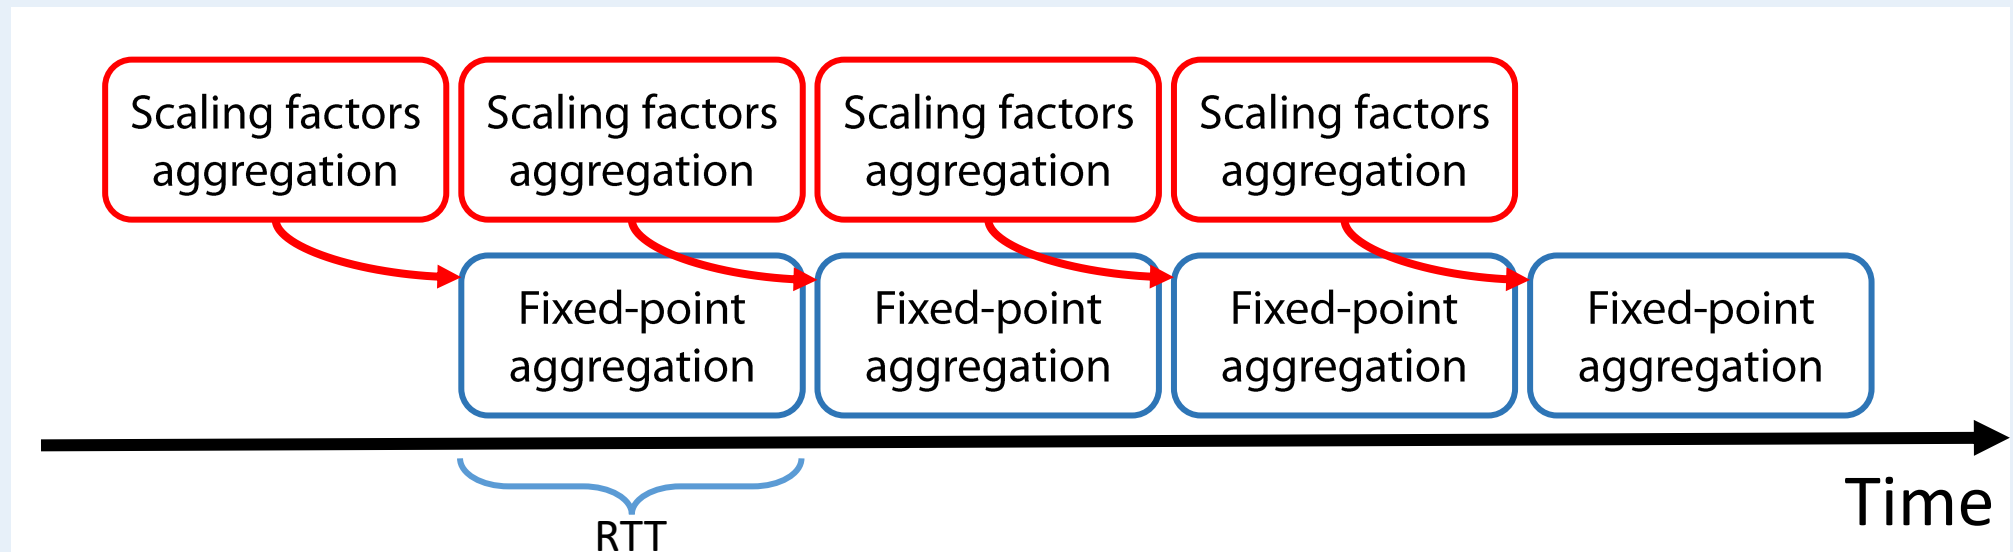 Scaling factors
aggregation
Scaling factors
aggregation
Scaling factors
aggregation
Scaling factors
aggregation
Fixed-point
aggregation
Fixed-point
aggregation
Fixed-point
aggregation
Fixed-point
aggregation
Time
RTT